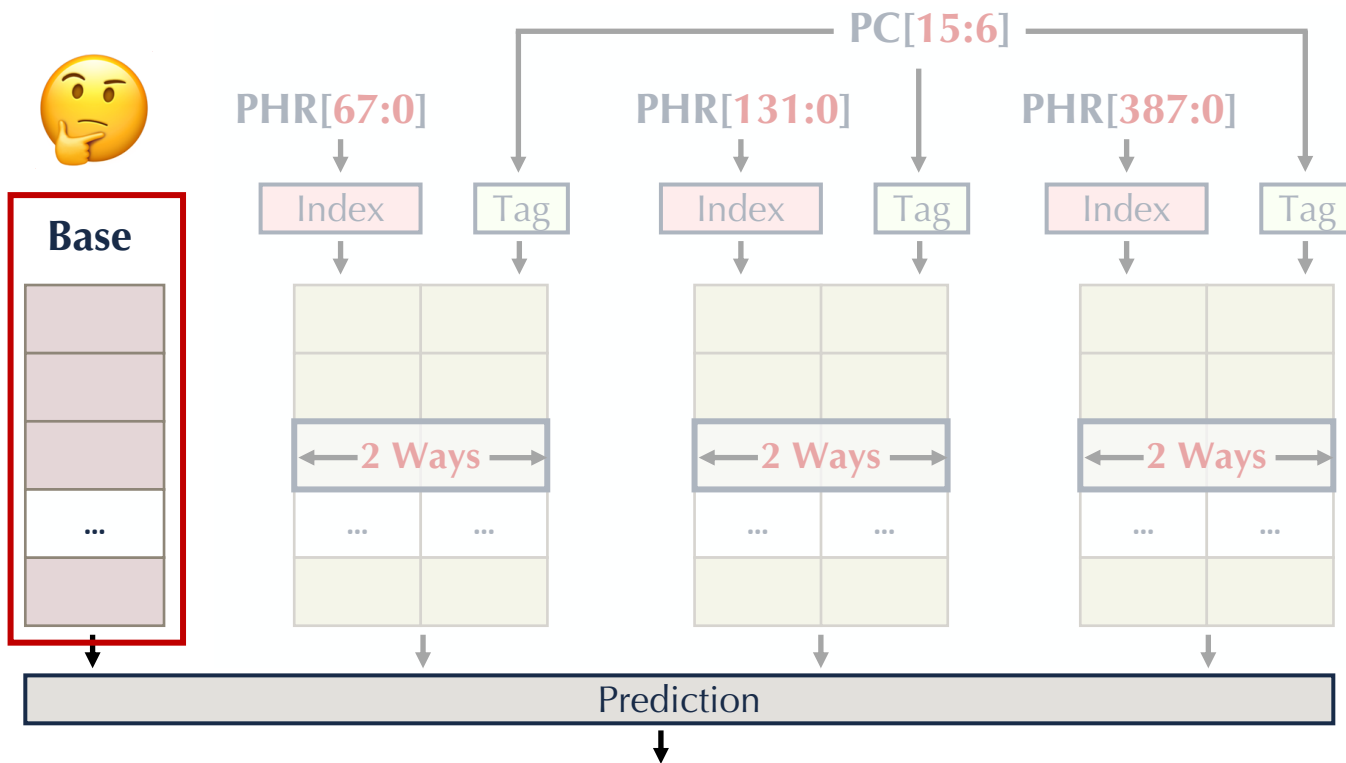 PC[15:6]
PHR[67:0]
PHR[131:0]
PHR[387:0]
Base
Index
Tag
Index
Tag
Index
Tag
2 Ways
2 Ways
2 Ways
...
... ...
... ...
... ...
Prediction